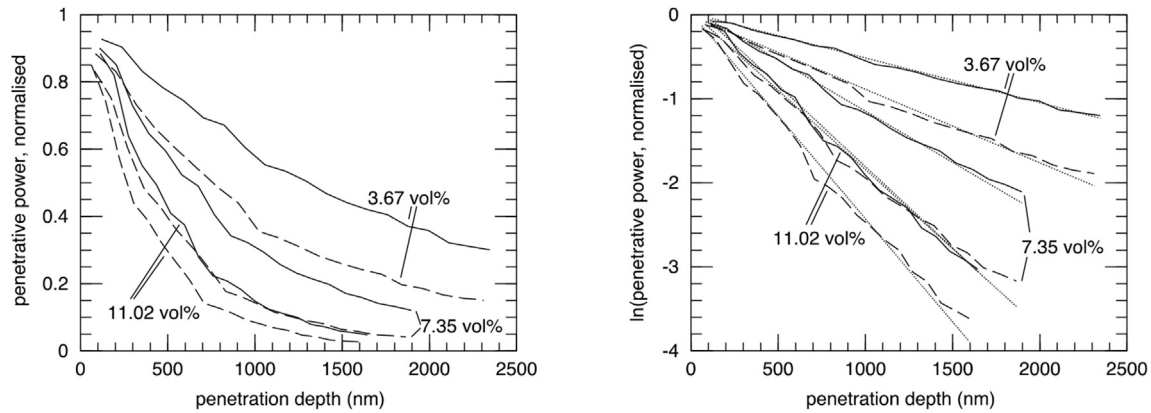 penetrative power, normalised
1
0.8
0.6
0.4
0.2
0
3.67 vol%
11.02 vol%
7.35 vol%
0 500 1000 1500 2000 2500
penetration depth (nm)
ln(penetrative power, normalised)
0
-1
-2
-3
-4
3.67 vol%
11.02 vol%
7.35 vol%
0 500 1000 1500 2000 2500
penetration depth (nm)